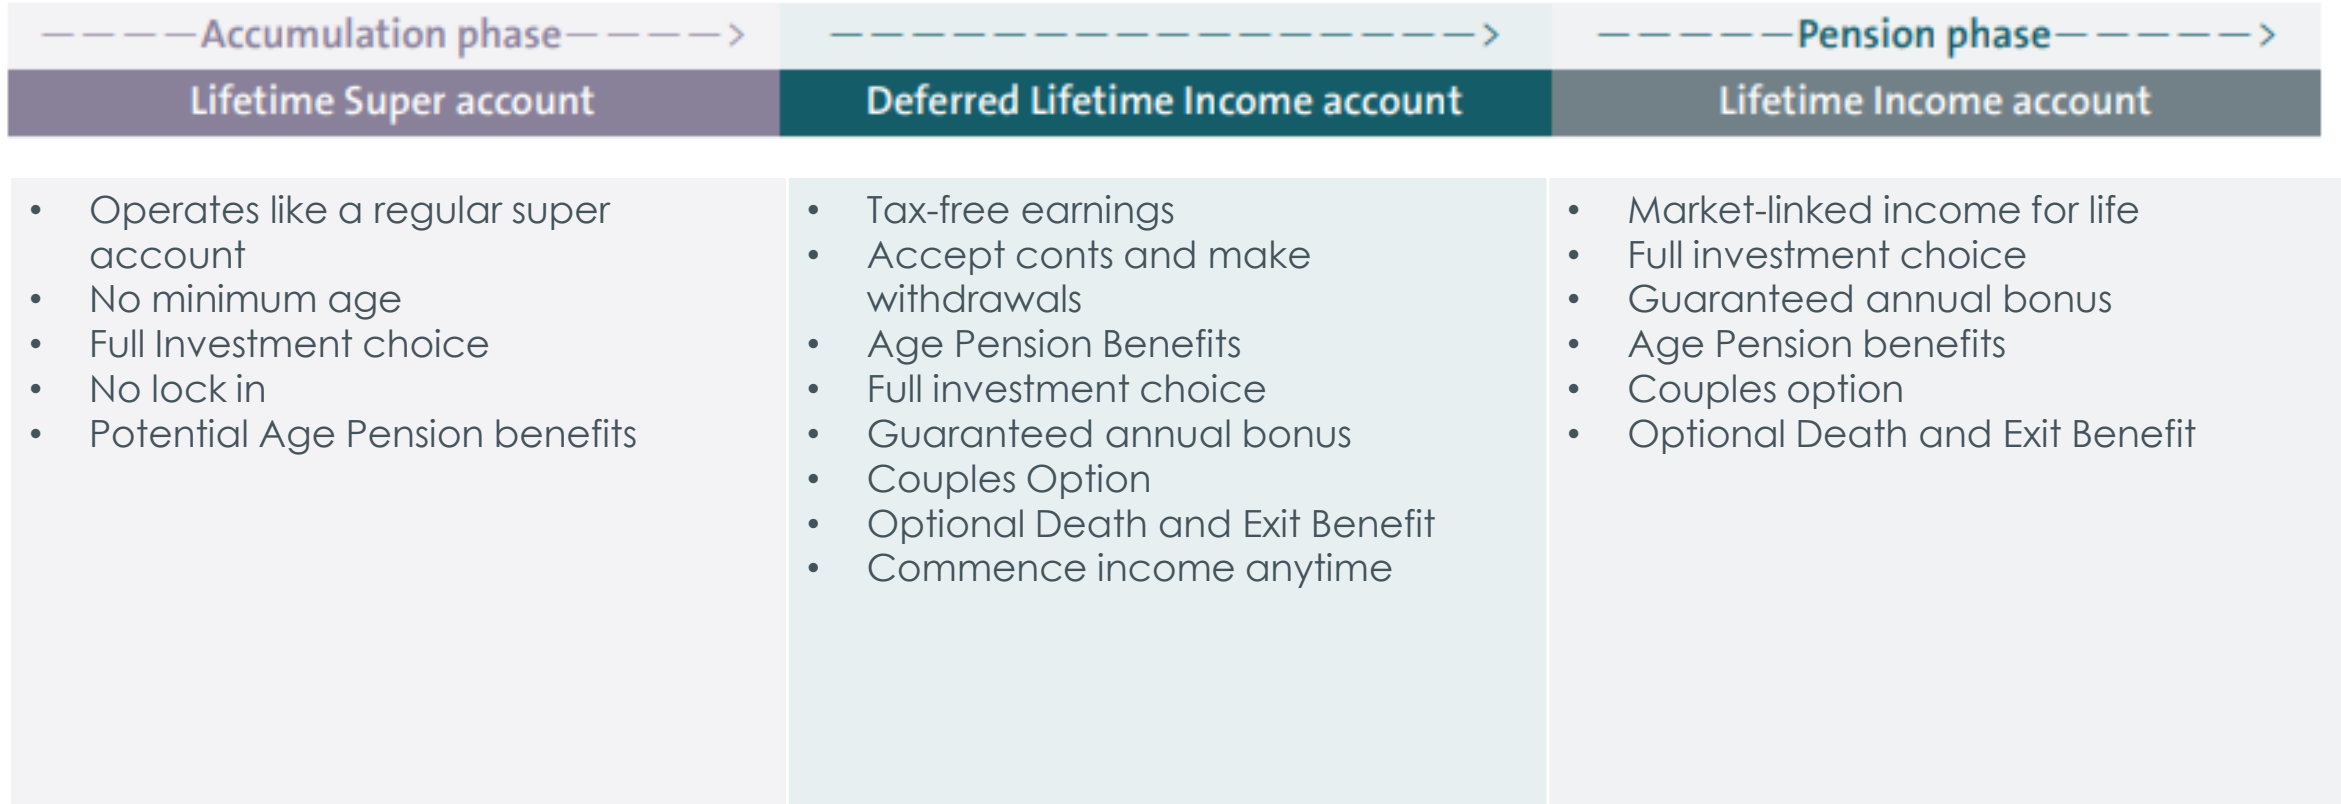 Accumulation phase
Pension phase
Lifetime Super account
Deferred Lifetime Income account
Lifetime Income account
• Operates like a regular super
account
• No minimum age
• Full Investment choice
• No lock in
• Potential Age Pension benefits
• Tax-free earnings
• Accept conts and make
withdrawals
• Age Pension Benefits
• Full investment choice
• Guaranteed annual bonus
• Couples Option
• Optional Death and Exit Benefit
• Commence income anytime
• Market-linked income for life
• Full investment choice
• Guaranteed annual bonus
• Age Pension benefits
• Couples option
• Optional Death and Exit Benefit